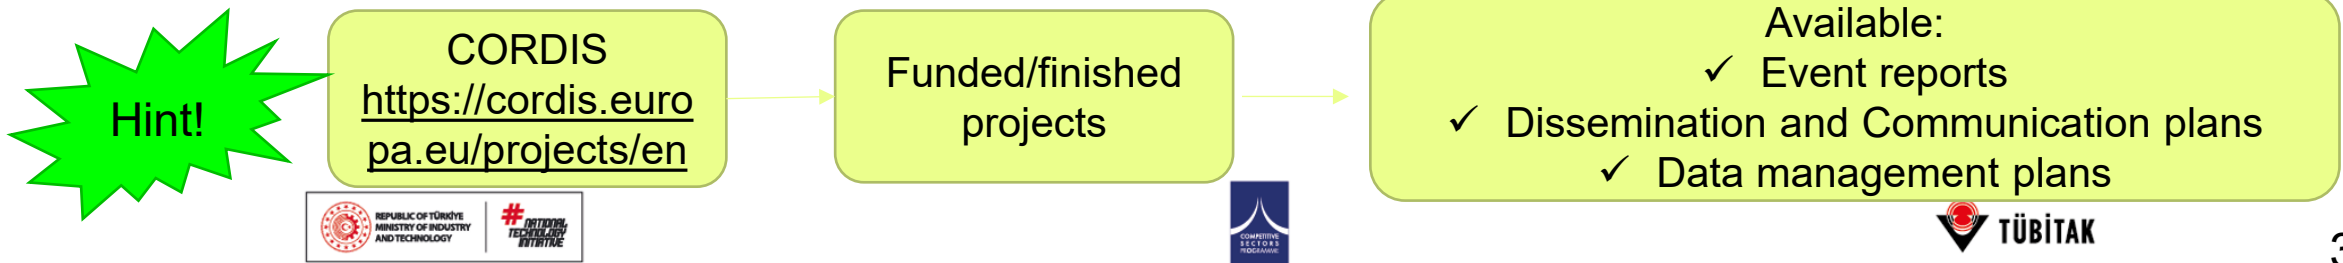 Hint!
CORDIS
https://cordis.euro
pa.eu/projects/en
Funded/finished
projects
Available:
✓ Event reports
✓ Dissemination and Communication plans
✓ Data management plans
REPUBLIC OF TÜRKİYE
MINISTRY OF INDUSTRY
AND TECHNOLOGY
#NATIONAL
TECHNOLOGY
INITIATIVE
COMPETITIVE
SECTORS
PROGRAMME
TÜBİTAK